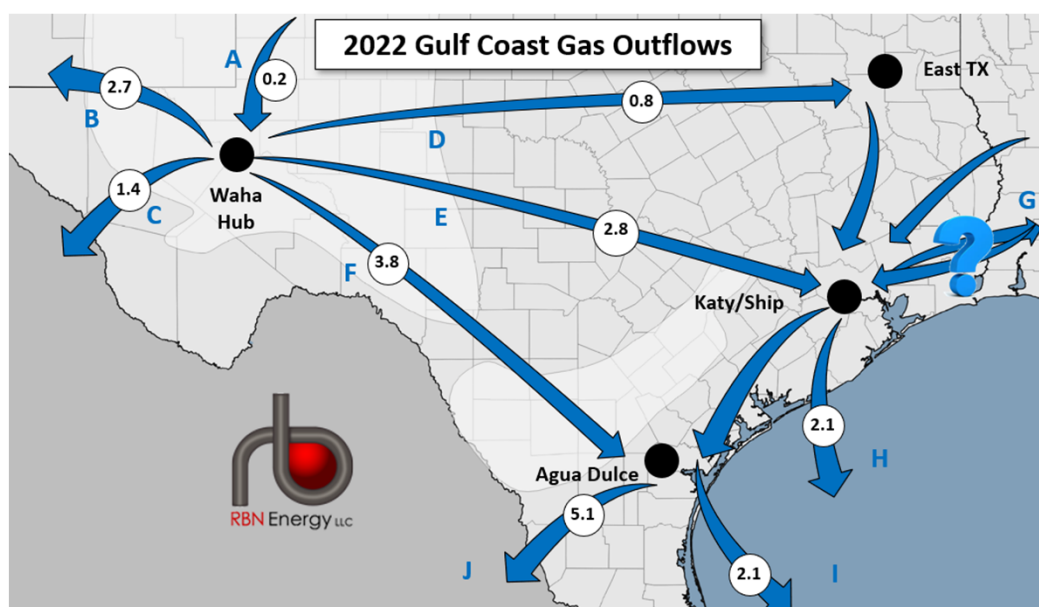 2022 Gulf Coast Gas Outflows
A
0.2
East TX
2.7
B
0.8
D
Waha
Hub
1.4
C
E
G
?
2.8
F
3.8
Katy/Ship
2.1
H
Agua Dulce
RBN Energy LLC
5.1
J
2.1
I